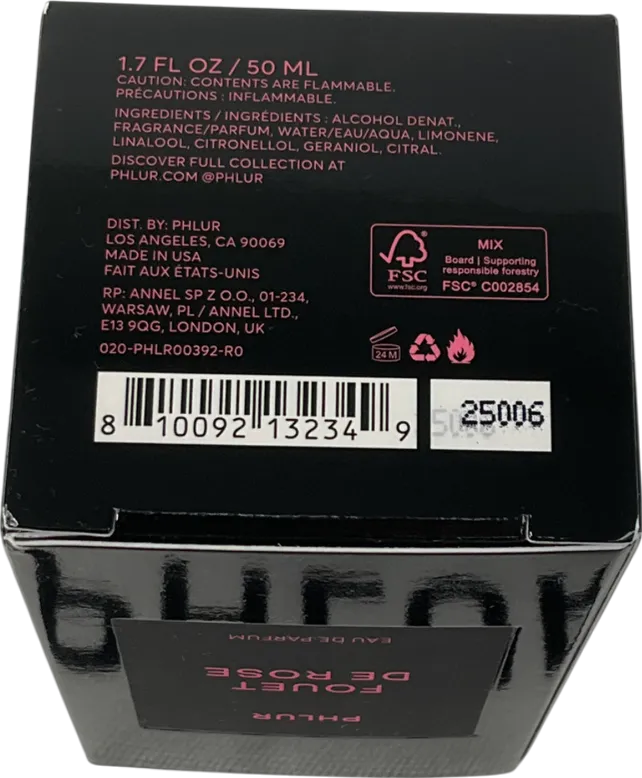 1.7 FL OZ / 50 ML
CAUTION: CONTENTS ARE FLAMMABLE.
PRÉCAUTIONS : INFLAMMABLE.
INGREDIENTS / INGRÉDIENTS : ALCOHOL DENAT.,
FRAGRANCE/PARFUM, WATER/EAU/AQUA, LIMONENE,
LINALOOL, CITRONELLOL, GERANIOL, CITRAL.
DISCOVER FULL COLLECTION AT
PHLUR.COM @PHLUR
DIST. BY: PHLUR
LOS ANGELES, CA 90069
MADE IN USA
FAIT AUX ÉTATS-UNIS
RP: ANNEL SP Z O.O., 01-234,
WARSAW, PL / ANNEL LTD.,
E13 9QG, LONDON, UK
020-PHLR00392-R0
FSC
www.fsc.org
MIX
Board | Supporting
responsible forestry
FSC® C002854
24 M
8 10092 13234 9
25006
PHLUR
FOUET
DE ROSE
EAU DE PARFUM
PHLUR